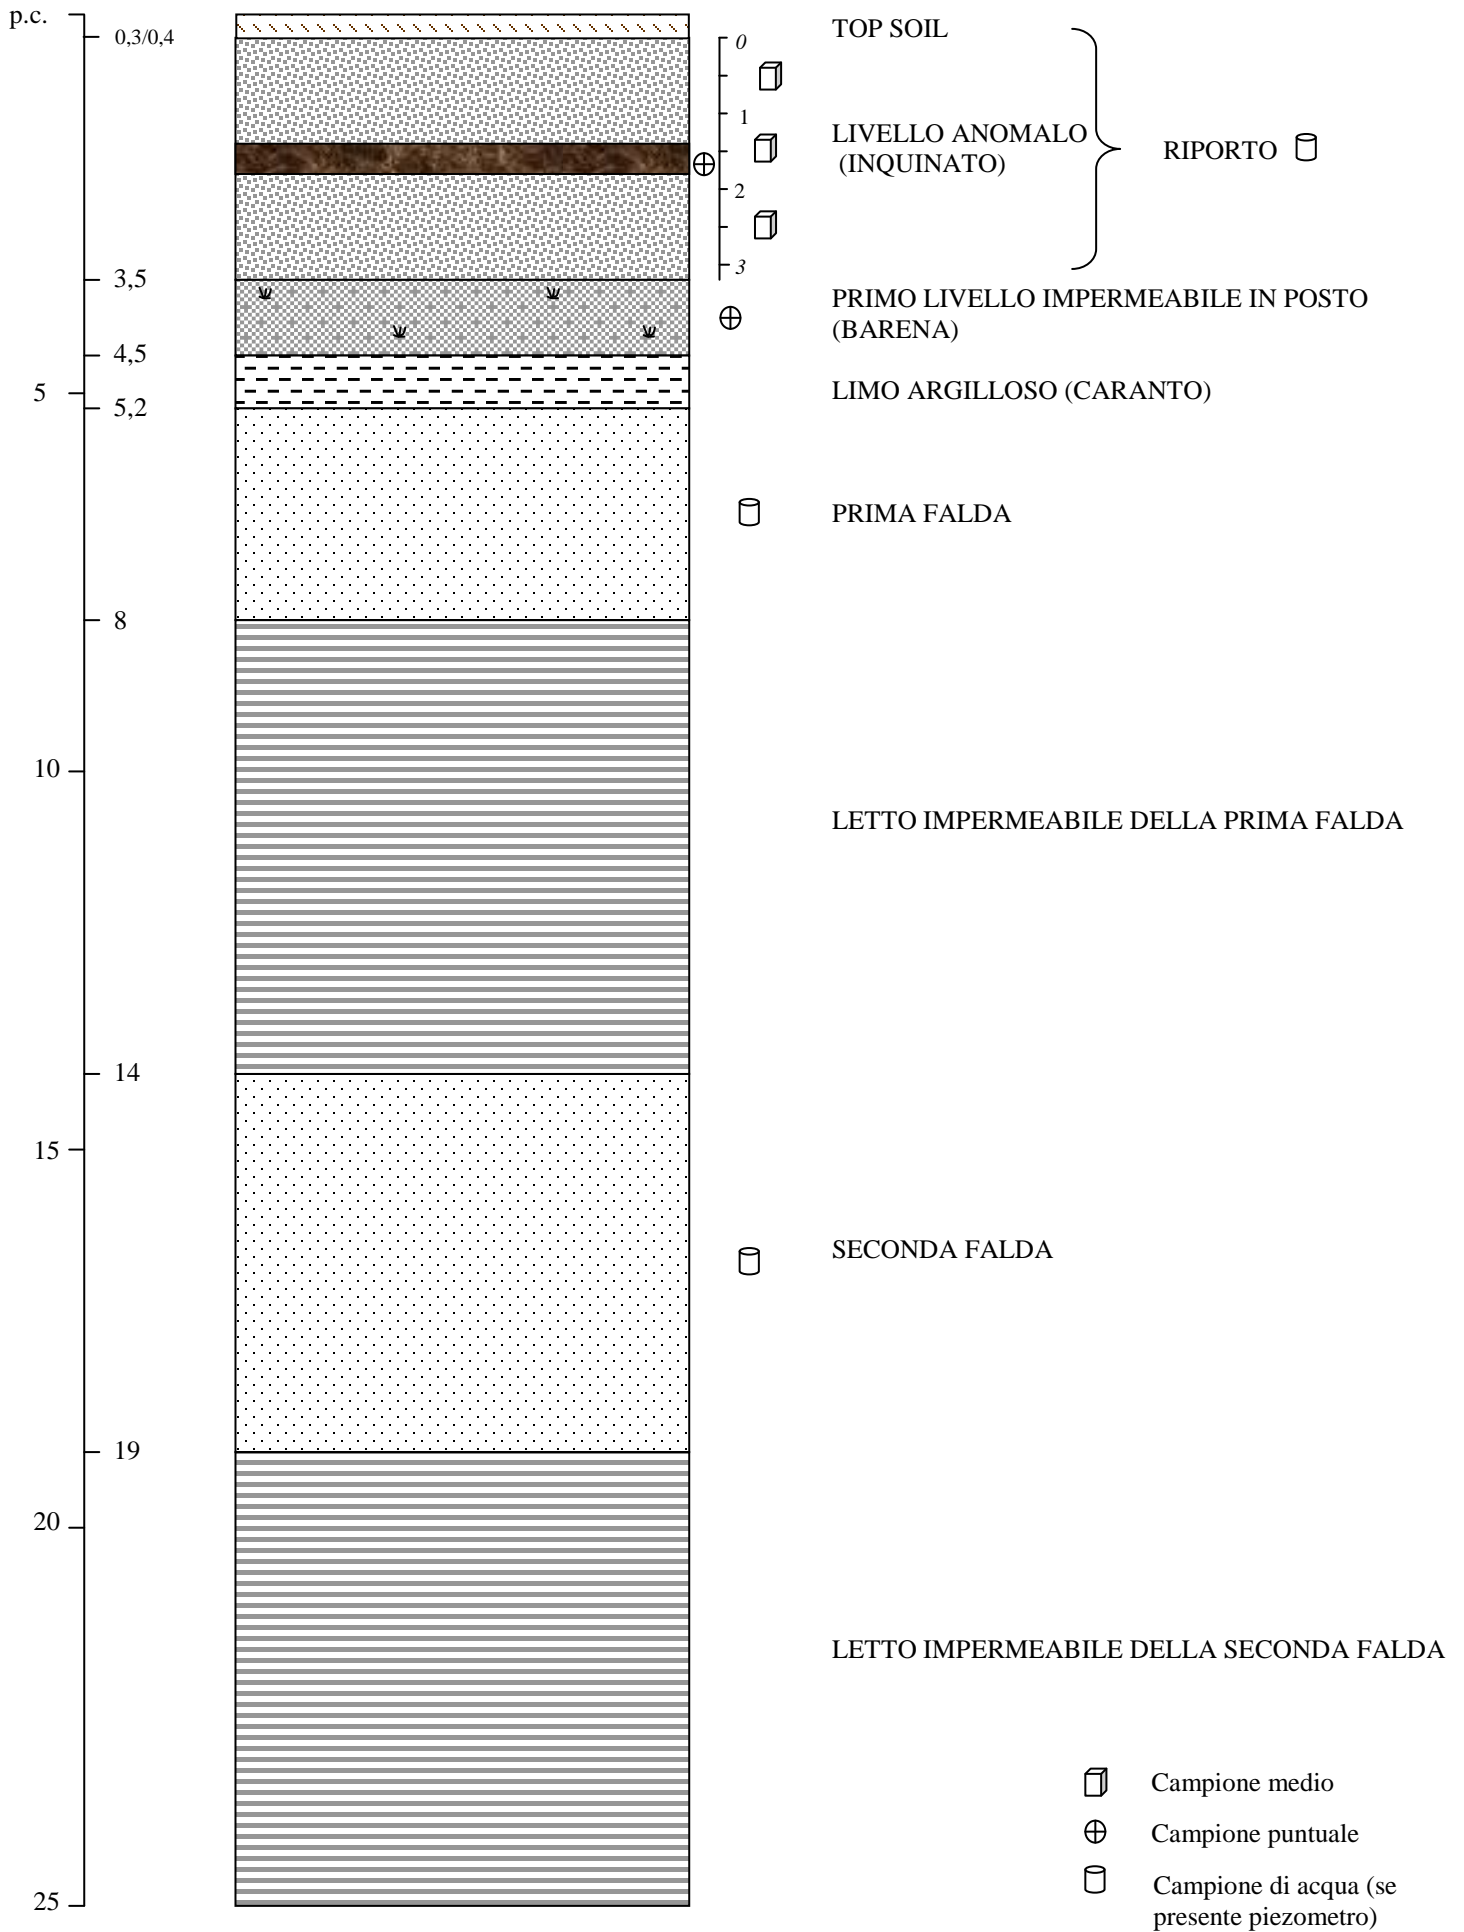 p.c.
0,3/0,4
TOP SOIL
0
1
LIVELLO ANOMALO
(INQUINATO)
RIPORTO
2
3
3,5
PRIMO LIVELLO IMPERMEABILE IN POSTO
(BARENA)
4,5
5
LIMO ARGILLOSO (CARANTO)
5,2
PRIMA FALDA
8
10
LETTO IMPERMEABILE DELLA PRIMA FALDA
14
15
SECONDA FALDA
19
20
LETTO IMPERMEABILE DELLA SECONDA FALDA
Campione medio
Campione puntuale
25
Campione di acqua (se
presente piezometro)